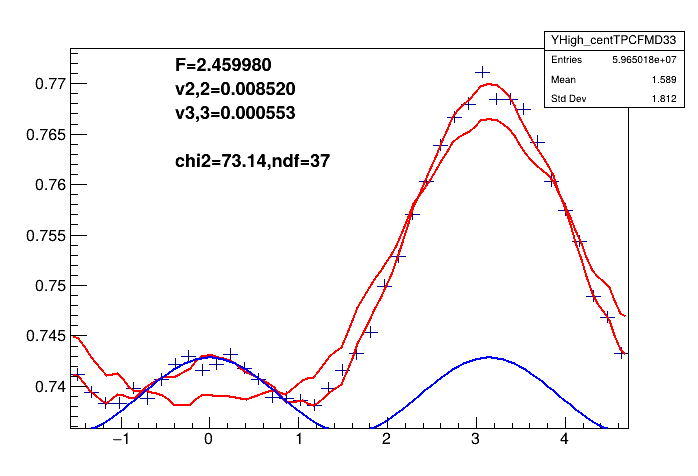 YHigh_centTPCFMD33
Entries 5.965018e+07
Mean 1.589
Std Dev 1.812
F=2.459980
v2,2=0.008520
v3,3=0.000553
chi2=73.14,ndf=37
0.77
0.765
0.76
0.755
0.75
0.745
0.74
−1 0 1 2 3 4